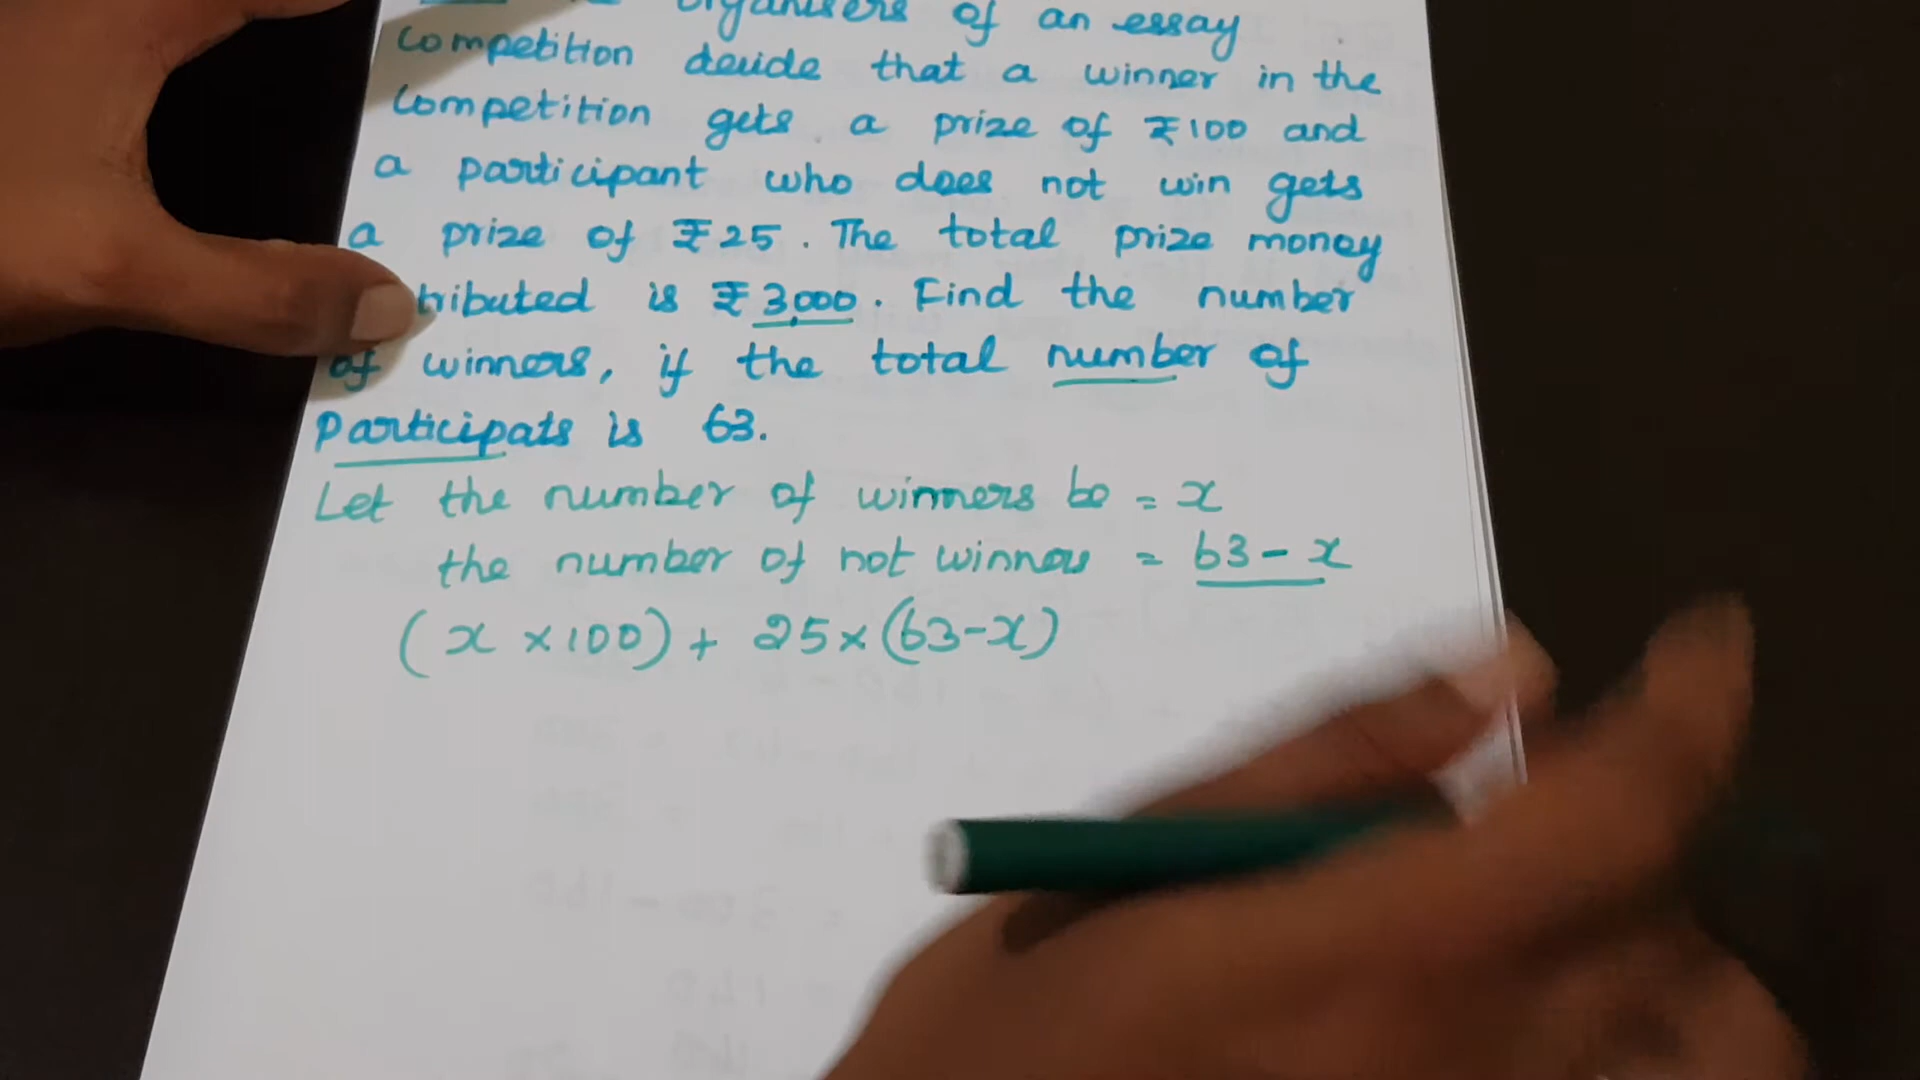 organisers of an essay
competition decide that a winner in the
competition gets a prize of ₹100 and
a participant who does not win gets
a prize of ₹25. The total prize money
tributed is ₹3,000. Find the number
of winners, if the total number of
Participats is 63.
Let the number of winners be = x
the number of not winners = 63 - x
(x × 100) + 25 × (63-x)